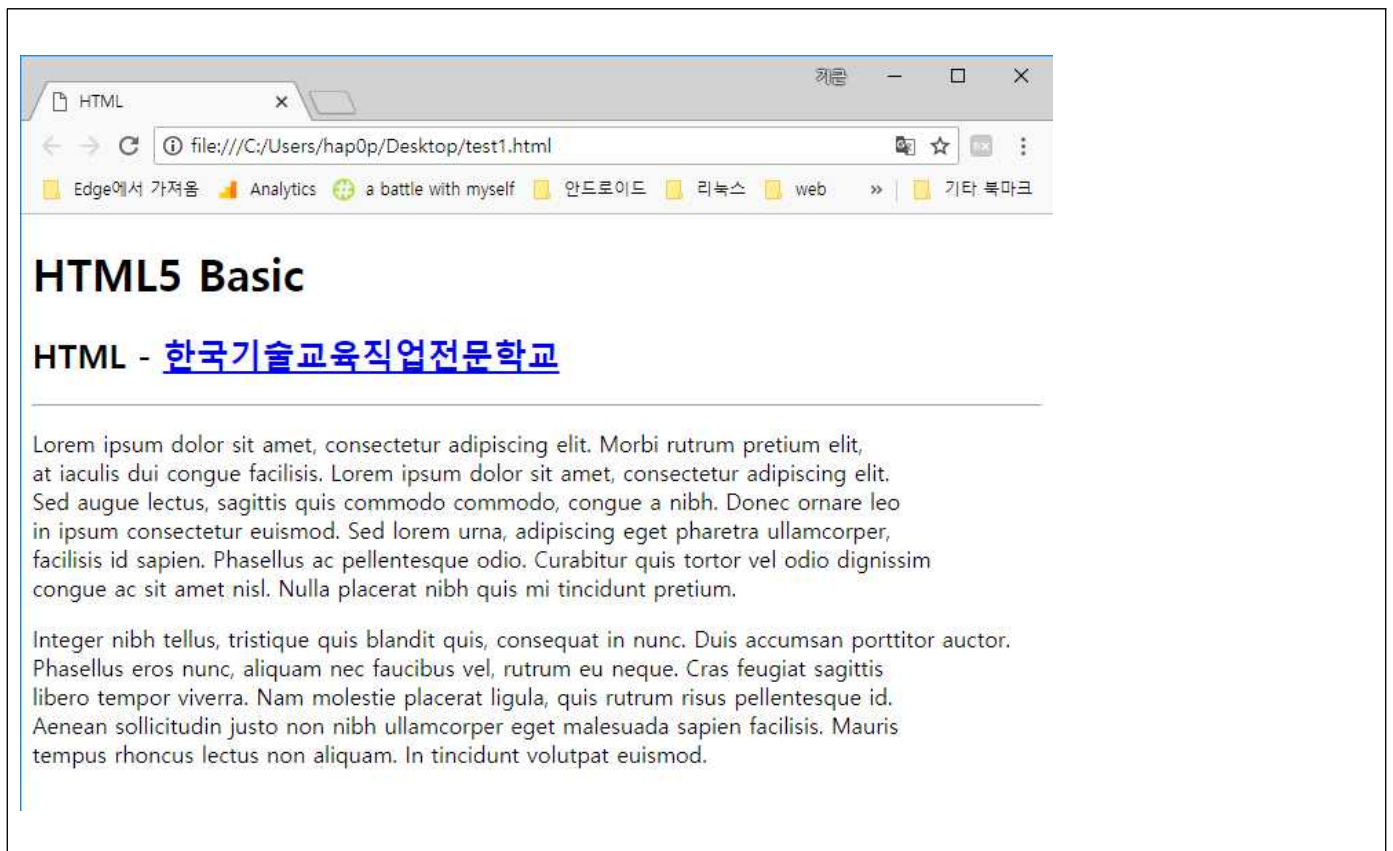 계른
HTML
file:///C:/Users/hap0p/Desktop/test1.html
Edge에서 가져옴 Analytics a battle with myself 안드로이드 리눅스 web » 기타 북마크
HTML5 Basic
HTML - 한국기술교육직업전문학교
Lorem ipsum dolor sit amet, consectetur adipiscing elit. Morbi rutrum pretium elit,
at iaculis dui congue facilisis. Lorem ipsum dolor sit amet, consectetur adipiscing elit.
Sed augue lectus, sagittis quis commodo commodo, congue a nibh. Donec ornare leo
in ipsum consectetur euismod. Sed lorem urna, adipiscing eget pharetra ullamcorper,
facilisis id sapien. Phasellus ac pellentesque odio. Curabitur quis tortor vel odio dignissim
congue ac sit amet nisl. Nulla placerat nibh quis mi tincidunt pretium.
Integer nibh tellus, tristique quis blandit quis, consequat in nunc. Duis accumsan porttitor auctor.
Phasellus eros nunc, aliquam nec faucibus vel, rutrum eu neque. Cras feugiat sagittis
libero tempor viverra. Nam molestie placerat ligula, quis rutrum risus pellentesque id.
Aenean sollicitudin justo non nibh ullamcorper eget malesuada sapien facilisis. Mauris
tempus rhoncus lectus non aliquam. In tincidunt volutpat euismod.